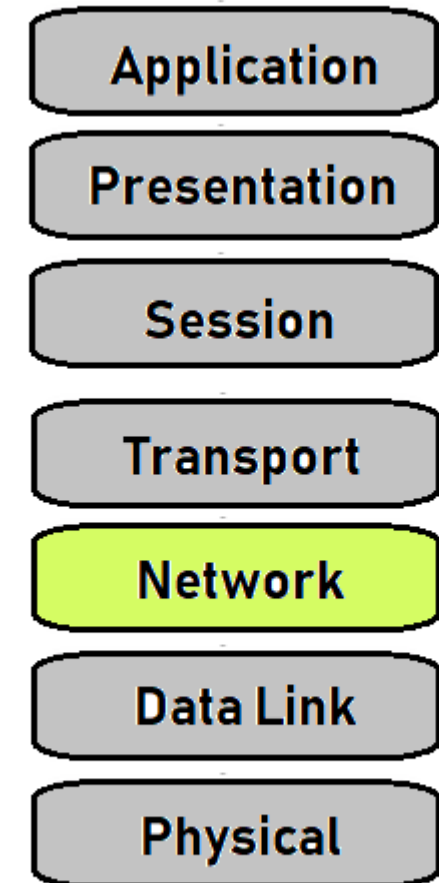 Application
Presentation
Session
Transport
Network
Data Link
Physical